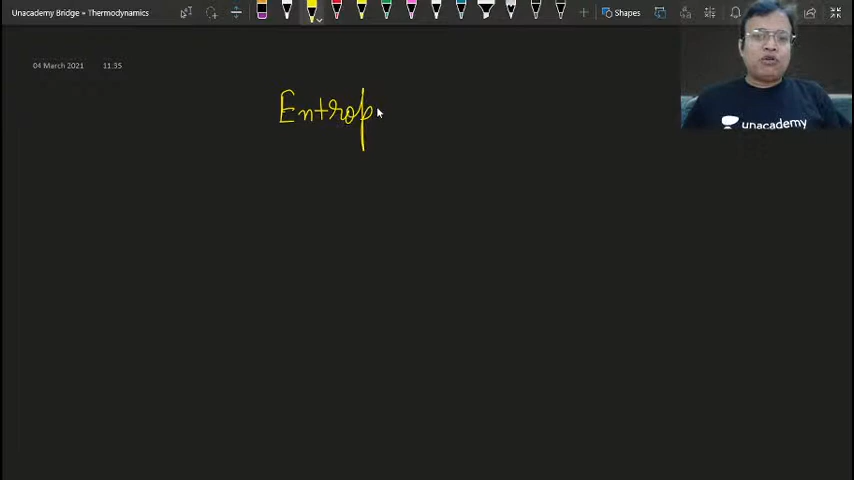 Unacademy Bridge = Thermodynamics
Shapes
04 March 2021 11:35
Entrop
unacademy